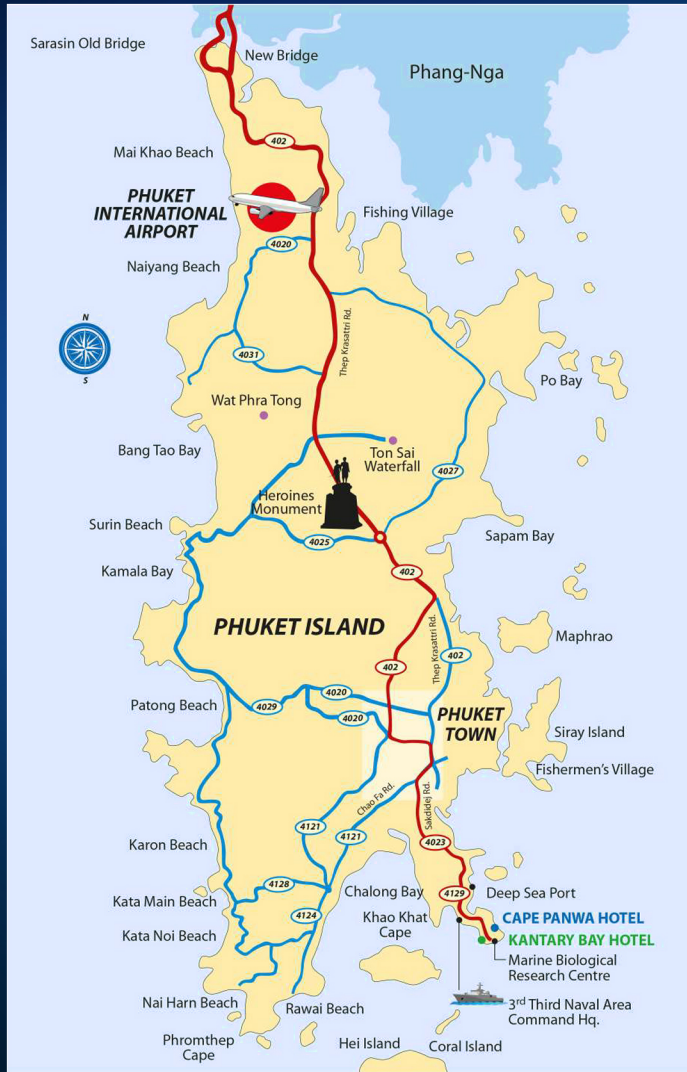 Sarasin Old Bridge
New Bridge
Phang-Nga
402
Mai Khao Beach
PHUKET
INTERNATIONAL
AIRPORT
Fishing Village
4020
Naiyang Beach
N
S
Thep Krasattri Rd.
4031
Po Bay
Wat Phra Tong
Bang Tao Bay
Ton Sai
Waterfall
4027
Heroines
Monument
Surin Beach
4025
Sapam Bay
Kamala Bay
402
PHUKET ISLAND
Maphrao
Thep Krasattri Rd.
402
402
Patong Beach
4029
4020
4020
PHUKET
TOWN
Siray Island
Fishermen's Village
Chao Fa Rd.
Sakdidej Rd.
4121
4121
Karon Beach
4023
4128
Chalong Bay
4129
Deep Sea Port
Kata Main Beach
4124
Khao Khat
Cape
CAPE PANWA HOTEL
Kata Noi Beach
KANTARY BAY HOTEL
Marine Biological
Research Centre
Nai Harn Beach
Rawai Beach
3rd Third Naval Area
Command Hq.
Phromthep
Cape
Hei Island
Coral Island